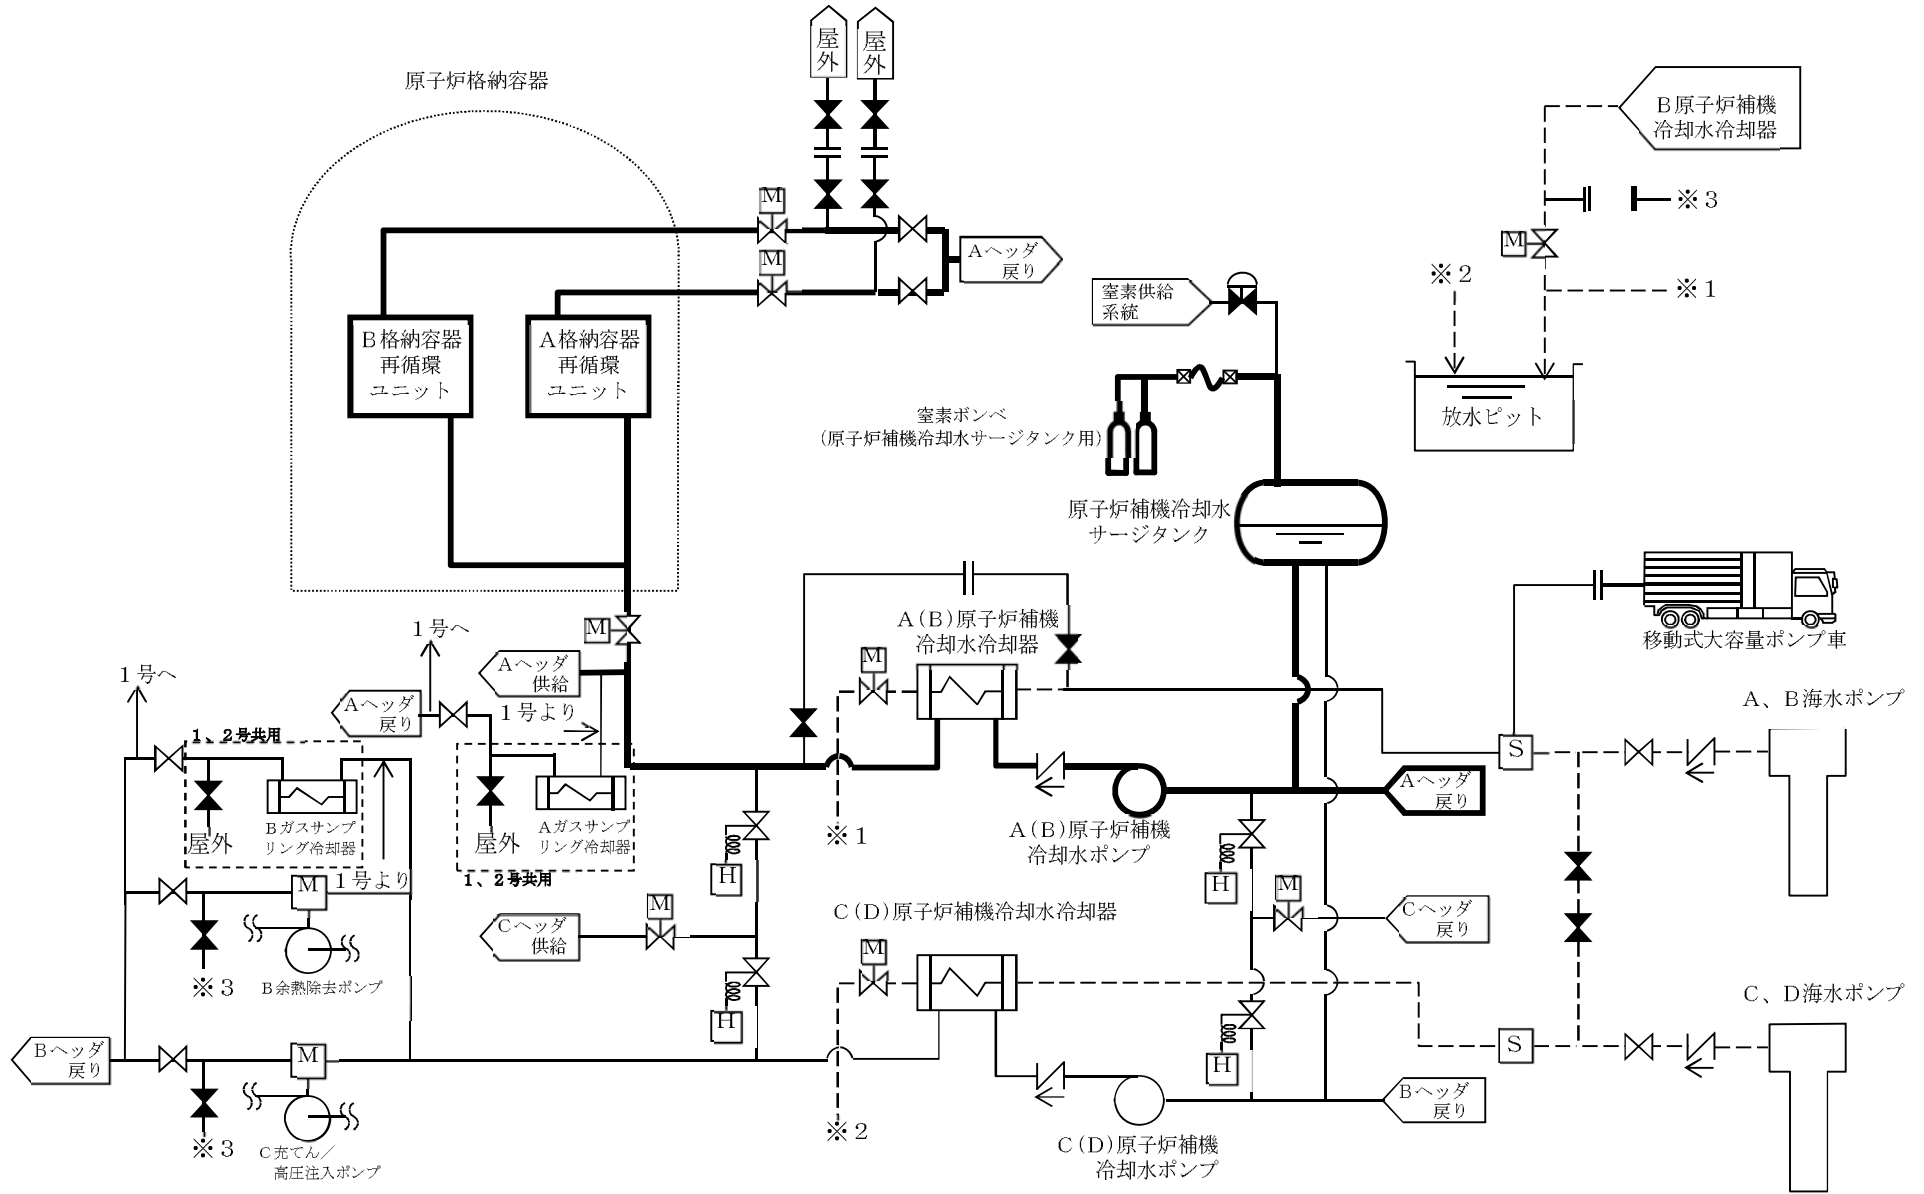 屋外
屋外
原子炉格納容器
B原子炉補機
冷却水冷却器
※3
M
M
M
Aヘッダ
戻り
※2
※1
窒素供給
系統
B格納容器
再循環
ユニット
A格納容器
再循環
ユニット
窒素ボンベ
(原子炉補機冷却水サージタンク用)
放水ピット
原子炉補機冷却水
サージタンク
移動式大容量ポンプ車
M
1号へ
1号へ
Aヘッダ
供給
1号より
Aヘッダ
戻り
A(B)原子炉補機
冷却水冷却器
M
A、B海水ポンプ
S
1、2号共用
Bガスサンプ
リング冷却器
屋外
Aガスサンプ
リング冷却器
屋外
1、2号共用
※1
A(B)原子炉補機
冷却水ポンプ
Aヘッダ
戻り
H
H
M
1号より
M
M
Cヘッダ
供給
C(D)原子炉補機冷却水冷却器
Cヘッダ
戻り
M
※3
B余熱除去ポンプ
H
C、D海水ポンプ
S
H
Bヘッダ
戻り
M
※3
C充てん/
高圧注入ポンプ
※2
C(D)原子炉補機
冷却水ポンプ
Bヘッダ
戻り